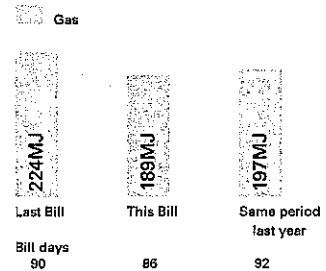 Gas
224MJ 189MJ 197MJ
Last Bill This Bill Same period
last year
Bill days
90 86 92